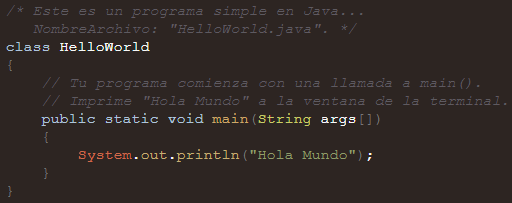 /* Este es un programa simple en Java...
NombreArchivo: "HelloWorld.java". */
class HelloWorld
{
// Tu programa comienza con una llamada a main().
// Imprime "Hola Mundo" a la ventana de la terminal.
public static void main(String args[])
{
System.out.println("Hola Mundo");
}
}